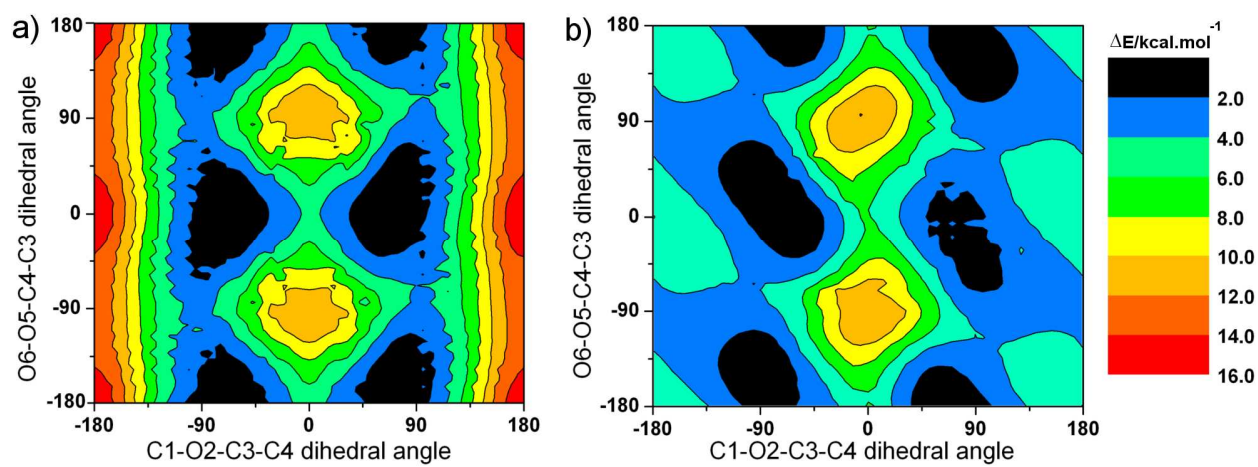 a)
180
90
0
-90
-180
O6-O5-C4-C3 dihedral angle
-180 -90 0 90 180
C1-O2-C3-C4 dihedral angle
b)
180
90
0
-90
-180
O6-O5-C4-C3 dihedral angle
-180 -90 0 90 180
C1-O2-C3-C4 dihedral angle
ΔE/kcal.mol⁻¹
2.0
4.0
6.0
8.0
10.0
12.0
14.0
16.0